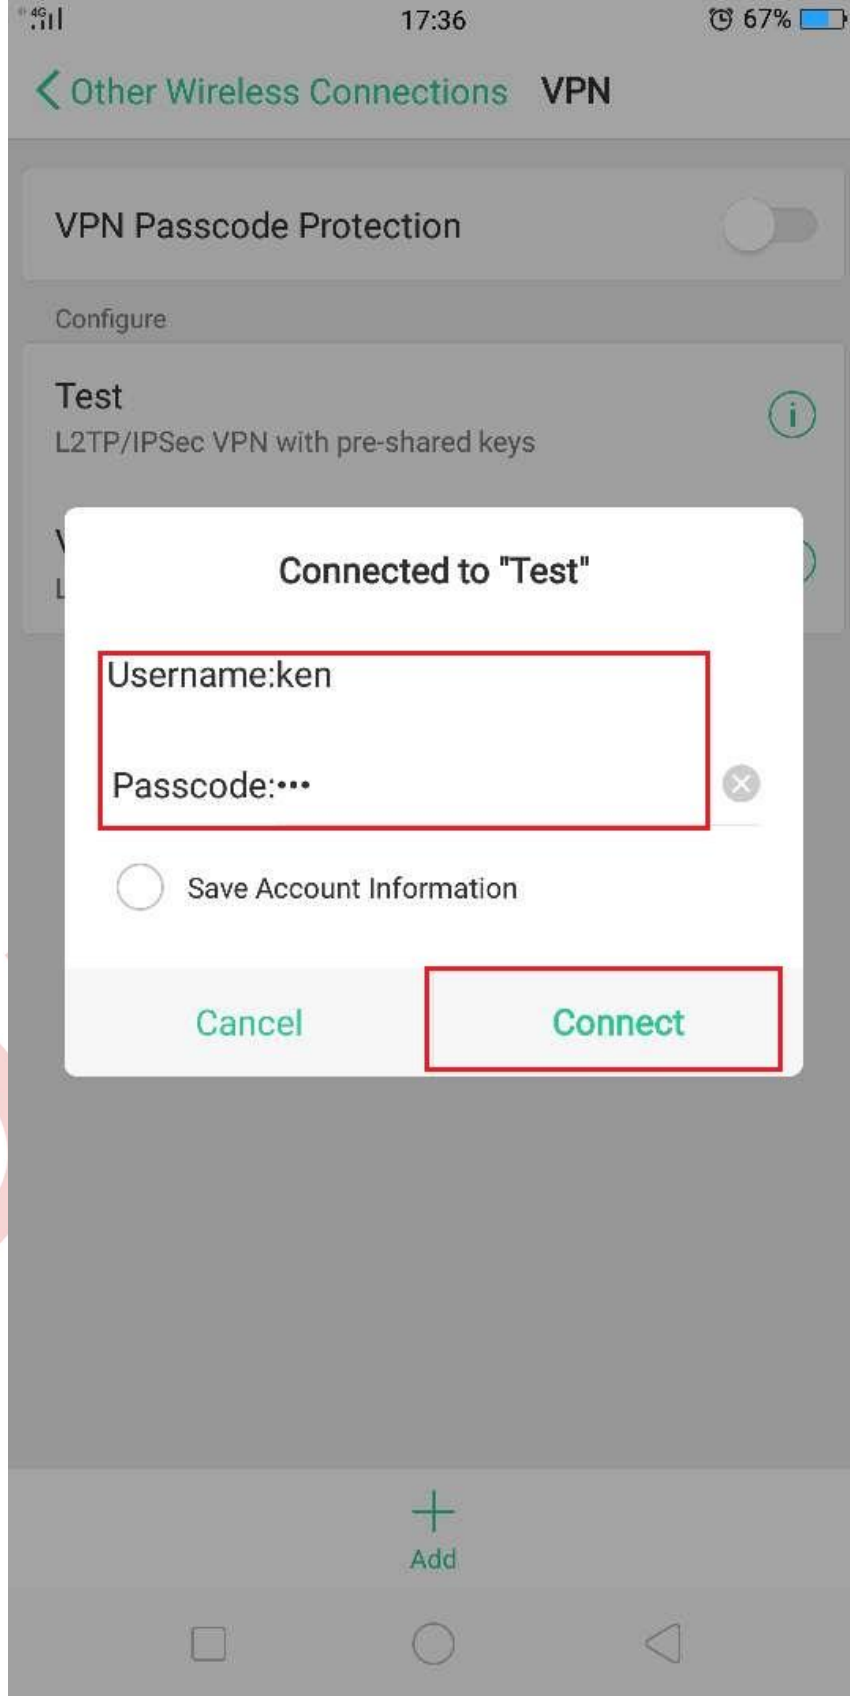 4G 17:36 67%
Other Wireless Connections VPN
VPN Passcode Protection
Configure
Test
L2TP/IPSec VPN with pre-shared keys
Connected to "Test"
Username:ken
Passcode:•••
Save Account Information
Cancel Connect
Add